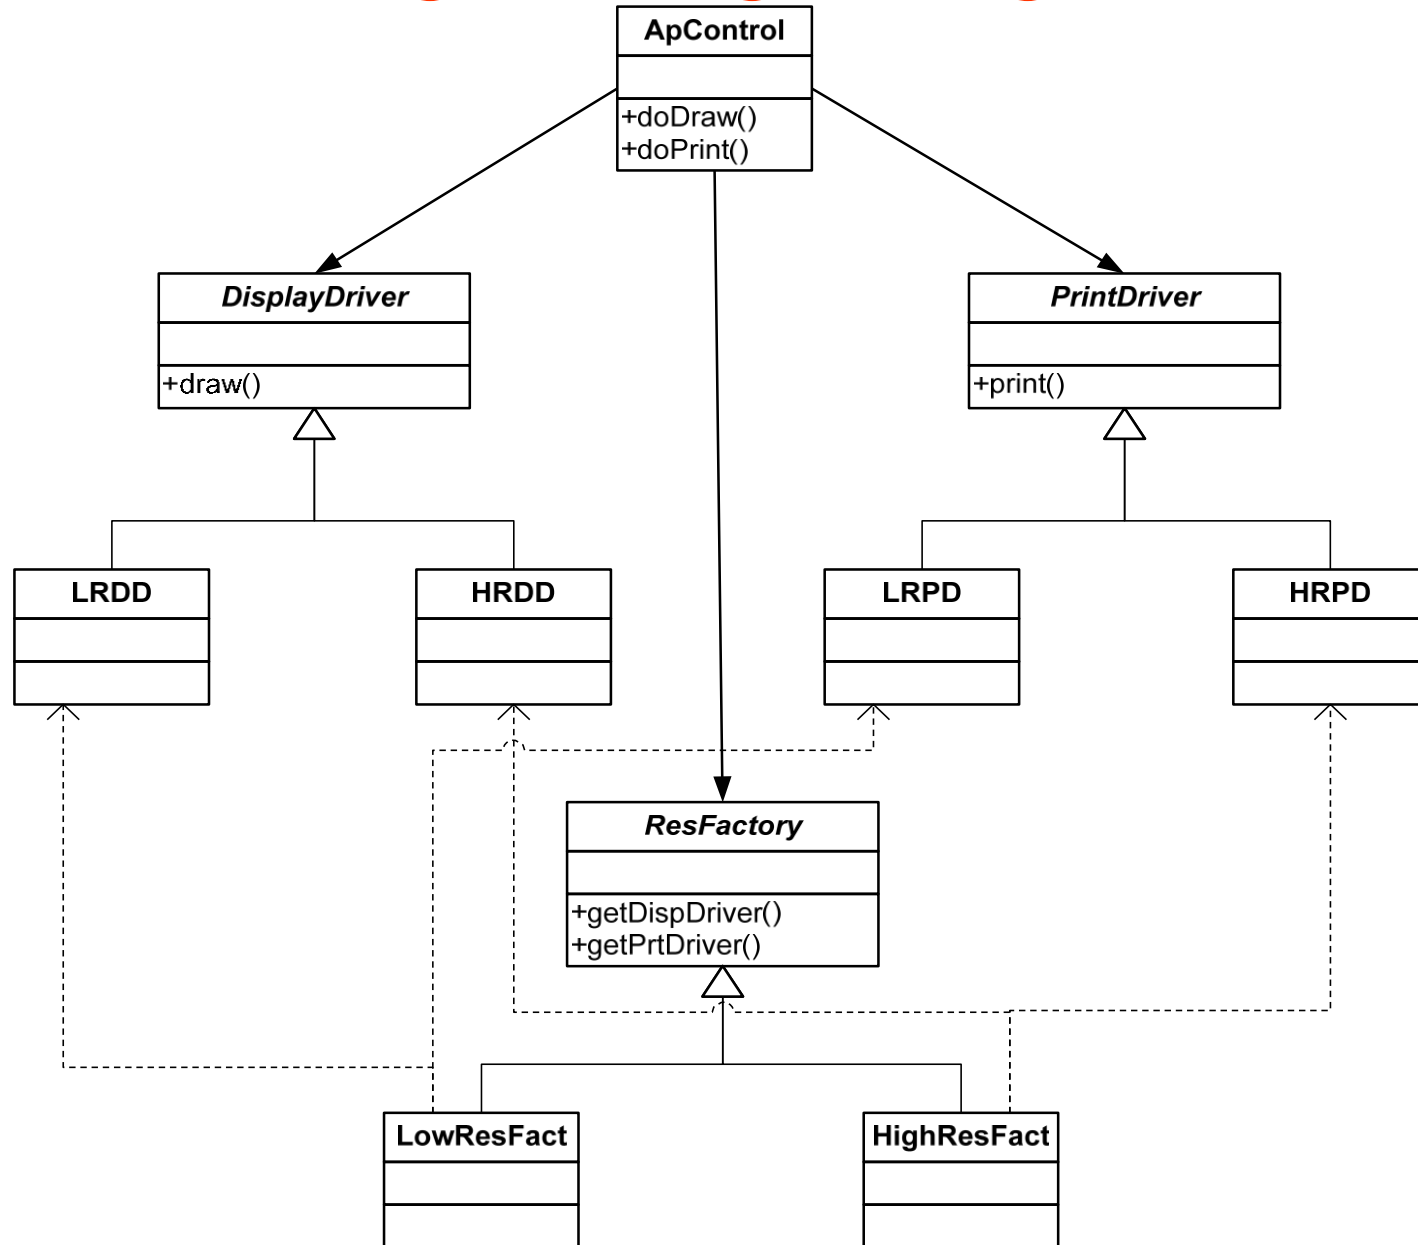 ApControl
+doDraw()
+doPrint()
DisplayDriver
+draw()
PrintDriver
+print()
LRDD
HRDD
LRPD
HRPD
ResFactory
+getDispDriver()
+getPrtDriver()
LowResFact
HighResFact